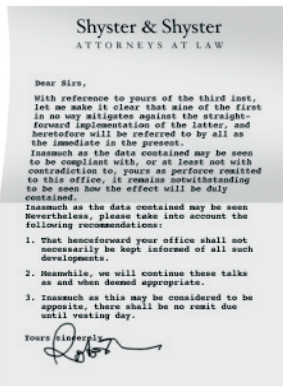 Shyster & Shyster
ATTORNEYS AT LAW
Dear Sirs,
With reference to yours of the third inst,
let me make it clear that mine of the first
in no way mitigates against the straight-
forward implementation of the latter, and
heretofore will be referred to by all as
the immediate in the present.
Inasmuch as the data contained may be seen
to be compliant with, or at least not with
contradiction to, yours as perforce remitted
to this office, it remains notwithstanding
to be seen how the effect will be duly
contained.
Inasmuch as the data contained may be seen
Nevertheless, please take into account the
following recommendations:
1. That henceforward your office shall not
necessarily be kept informed of all such
developments.
2. Meanwhile, we will continue these talks
as and when deemed appropriate.
3. Inasmuch as this may be considered to be
apposite, there shall be no remit due
until vesting day.
Yours sincerely